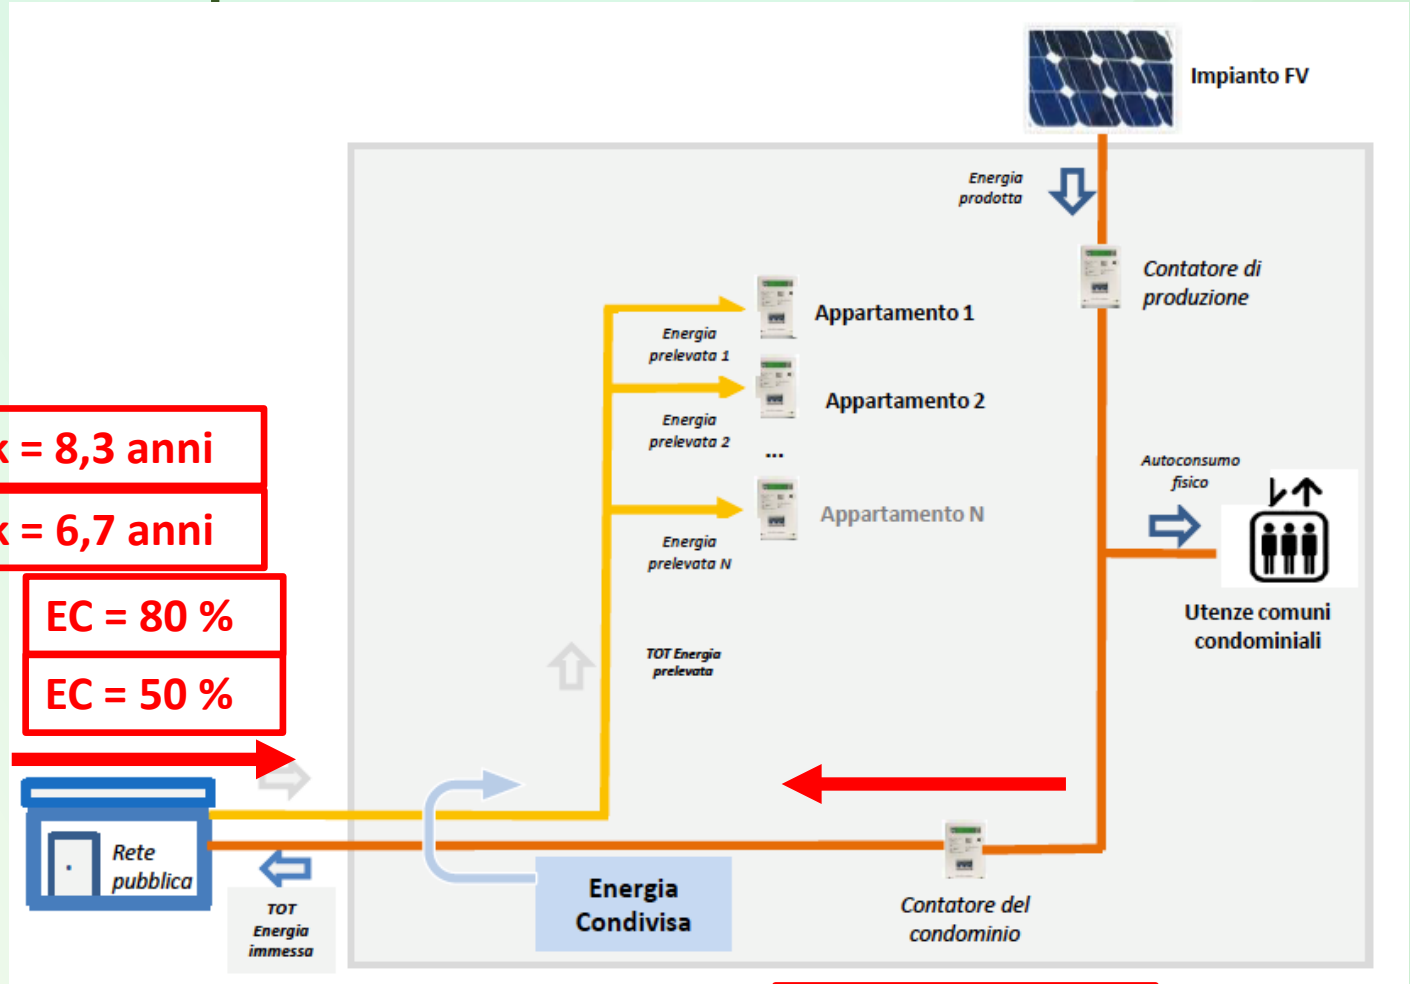 Impianto FV
Energia
prodotta
Contatore di
produzione
Appartamento 1
Energia
prelevata 1
Appartamento 2
Energia
prelevata 2
...
Appartamento N
Energia
prelevata N
Autoconsumo
fisico
Utenze comuni
condominiali
k = 8,3 anni
k = 6,7 anni
EC = 80 %
EC = 50 %
TOT Energia
prelevata
Rete
pubblica
TOT
Energia
immessa
Energia
Condivisa
Contatore del
condominio